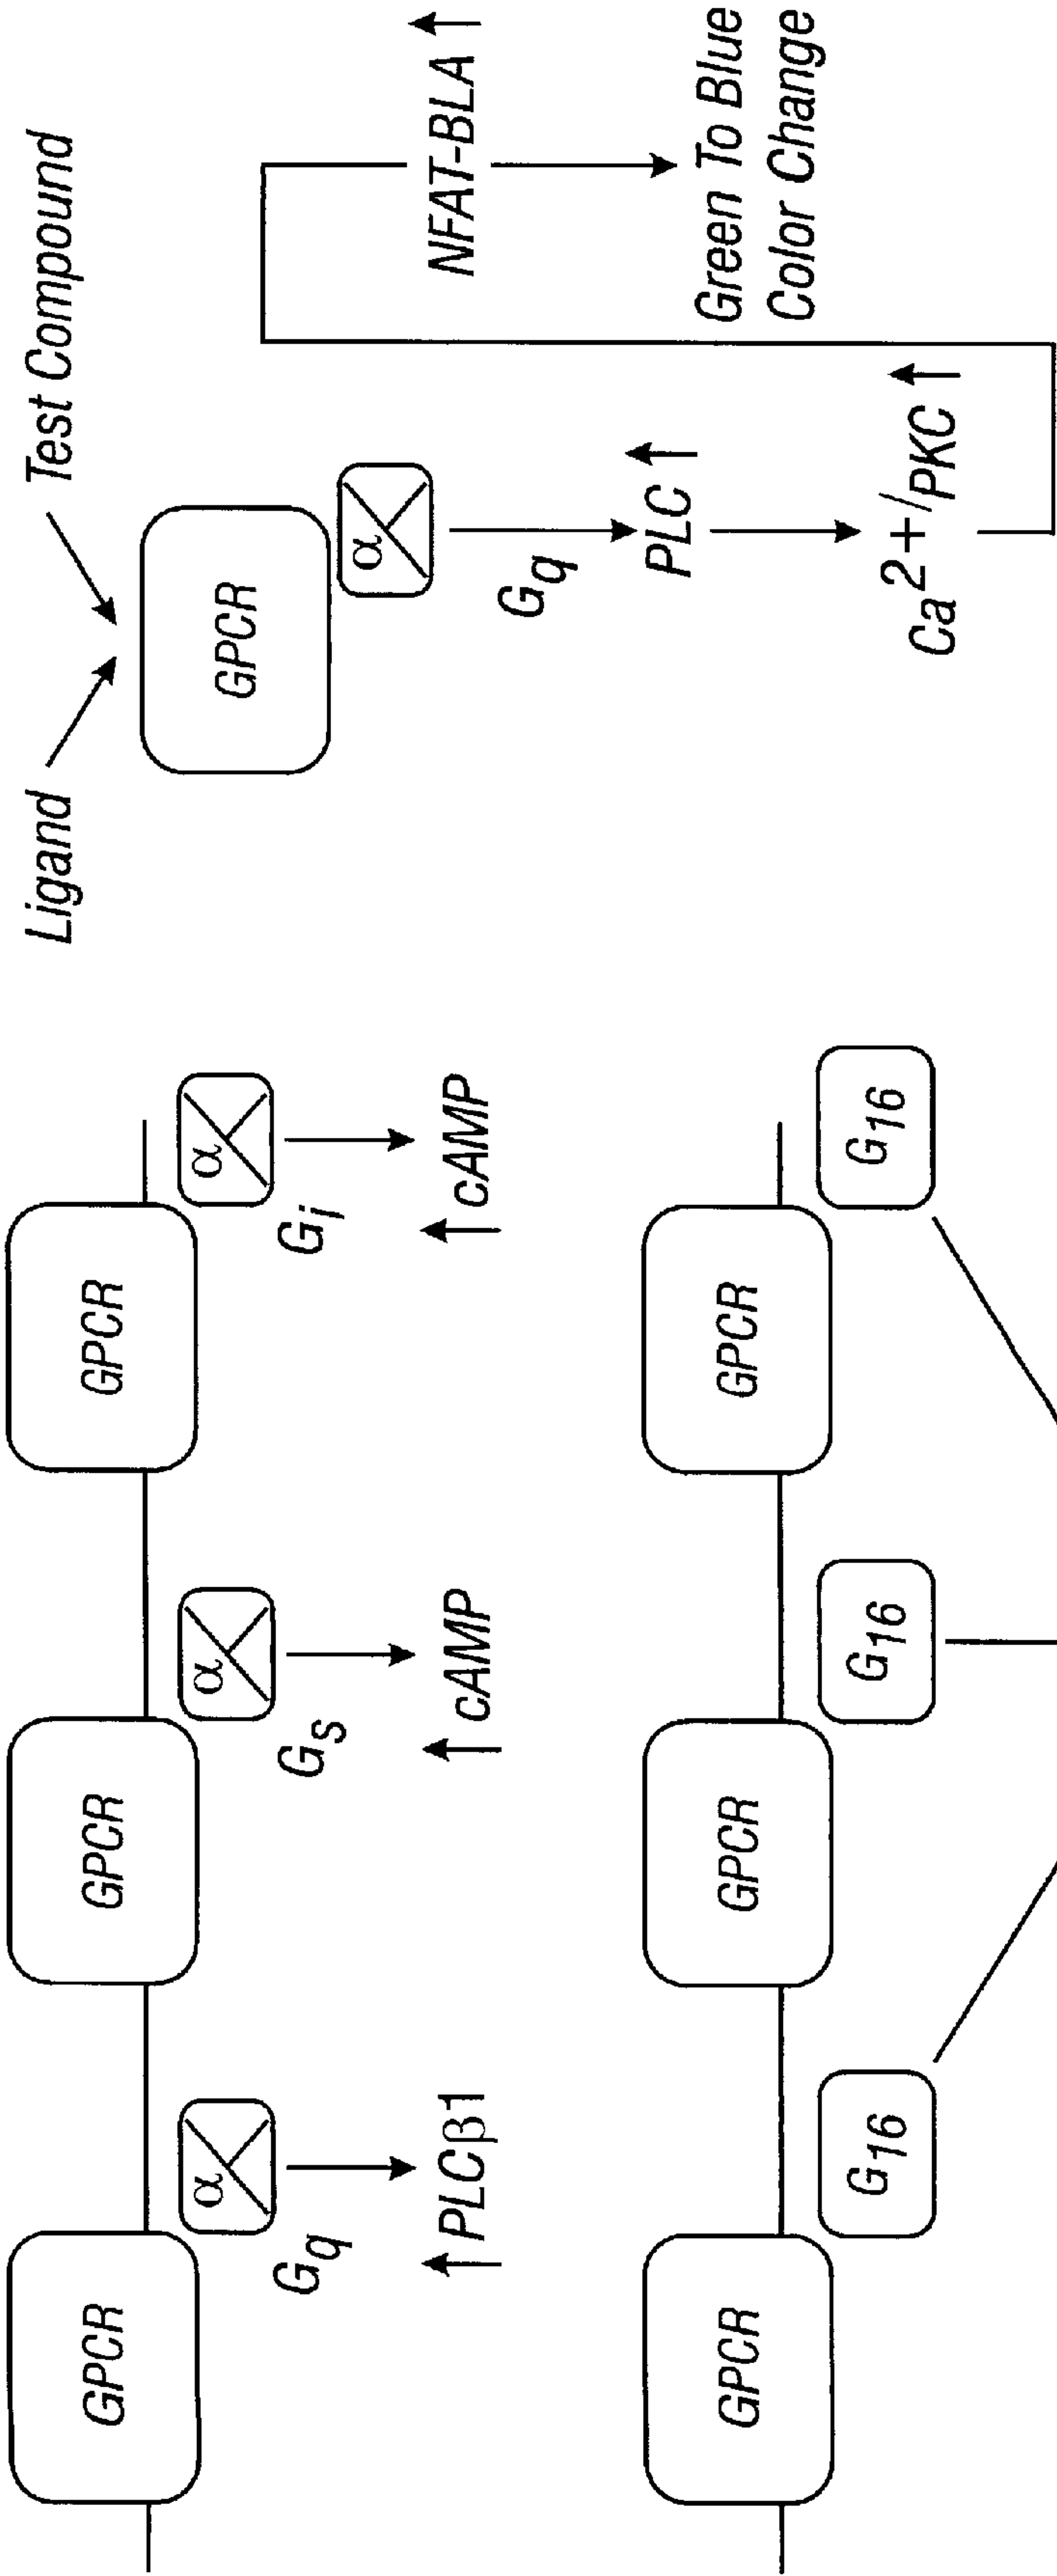 GPCR
GPCR
GPCR
α
α
α
Gq
Gs
Gi
↑ PLCβ1
↑ cAMP
↑ cAMP
GPCR
GPCR
GPCR
G16
G16
G16
Ligand
Test Compound
GPCR
α
Gq
PLC ↑
Ca2+/PKC ↑
NFAT-BLA ↑
Green To Blue
Color Change